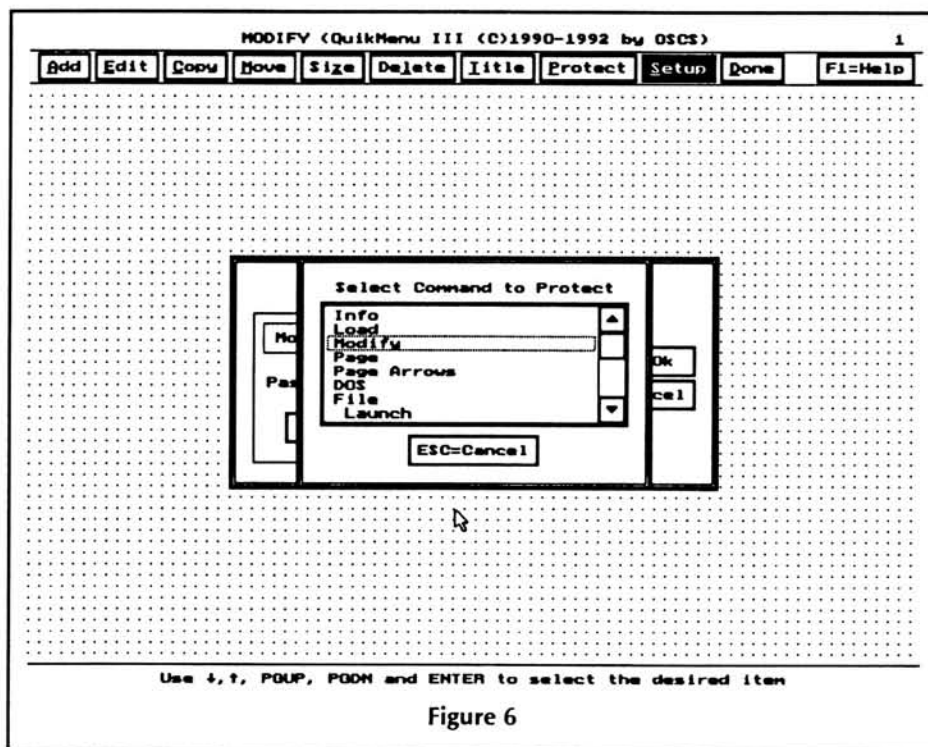 MODIFY (QuikMenu III (C)1990-1992 by OSCS) 1
Add Edit Copy Move Size Delete Title Protect Setup Done F1=Help
Select Command to Protect
Info
Load
Mo
Modify
Ok
Page
Page Arrows
Pas
DOS
cel
File
Launch
ESC=Cancel
Use ↓,↑, PGUP, PGDN and ENTER to select the desired item
Figure 6